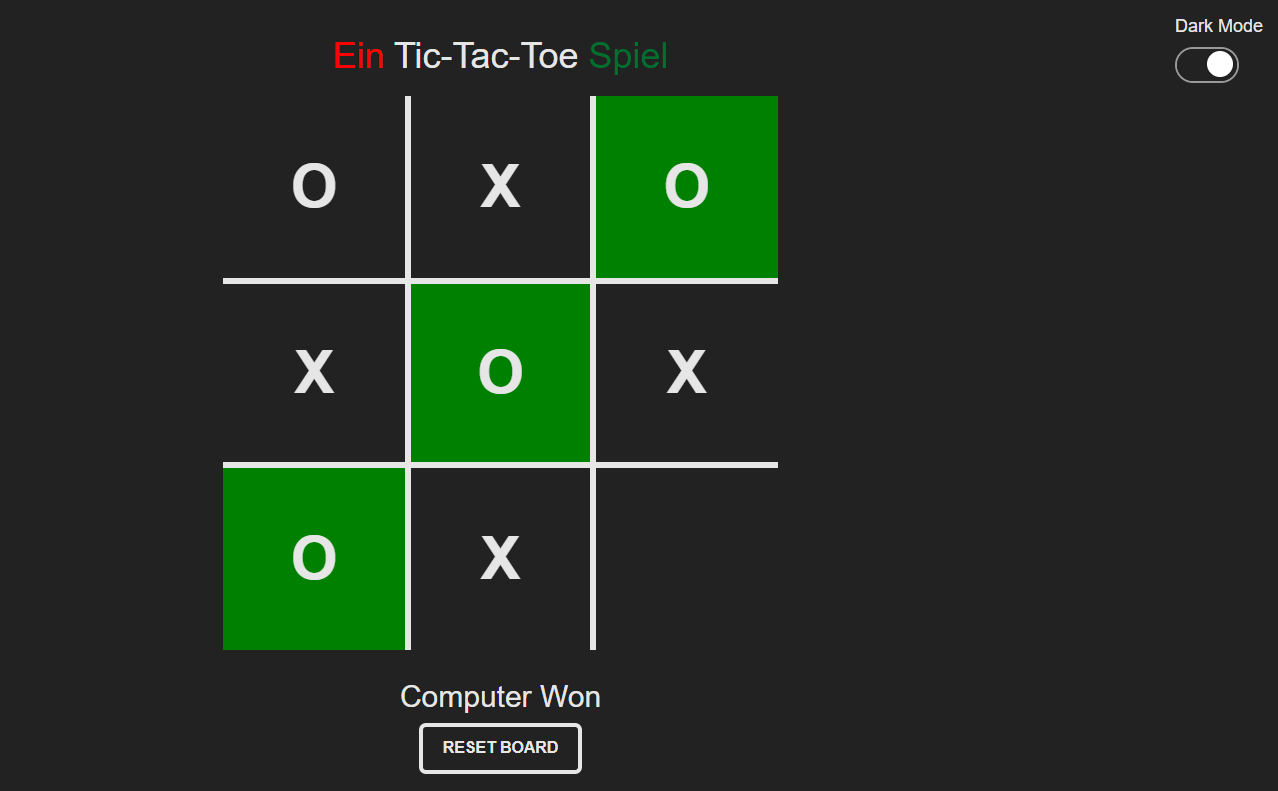 Dark Mode
Ein Tic-Tac-Toe Spiel
O X O
X O X
O X
Computer Won
RESET BOARD